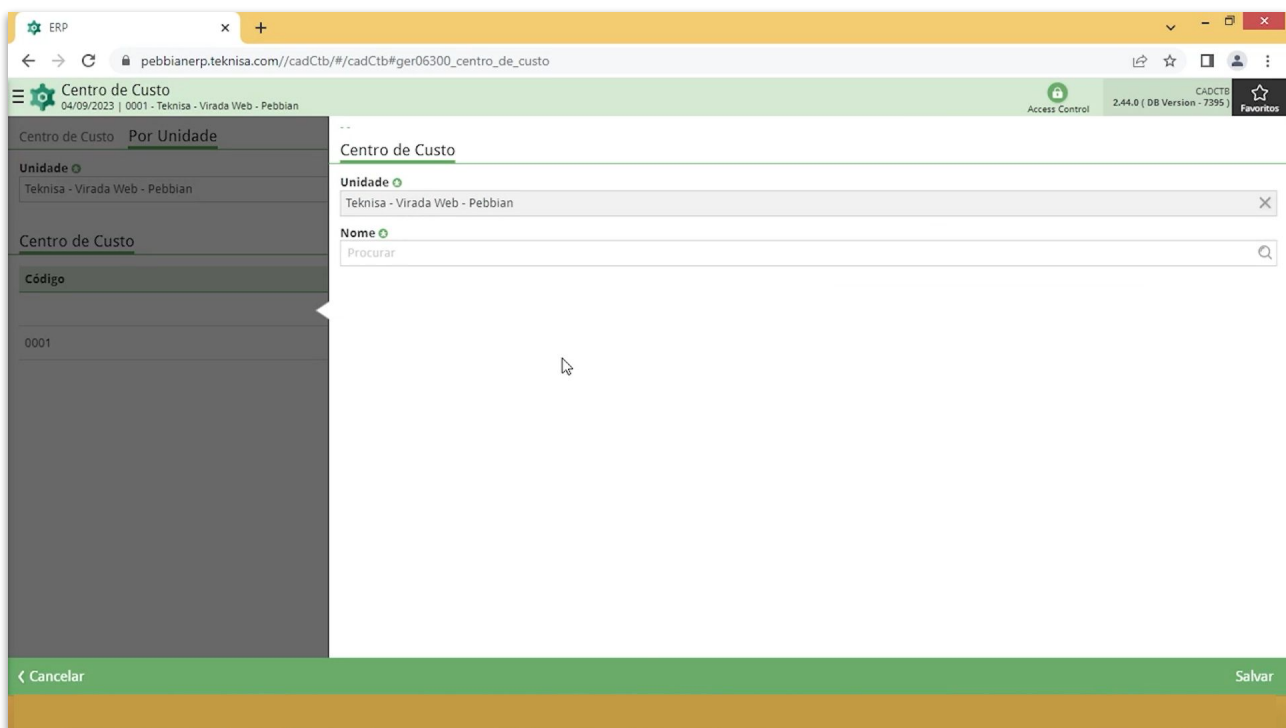 ERP
pebbianerp.teknisa.com//cadCtb/#/cadCtb#ger06300_centro_de_custo
Centro de Custo
04/09/2023 | 0001 - Teknisa - Virada Web - Pebbian
Access Control
CADCTB
2.44.0 ( DB Version - 7395 )
Favoritos
Centro de Custo Por Unidade
Unidade
Teknisa - Virada Web - Pebbian
Centro de Custo
Código
0001
- -
Centro de Custo
Unidade
Teknisa - Virada Web - Pebbian
Nome
Procurar
Cancelar
Salvar